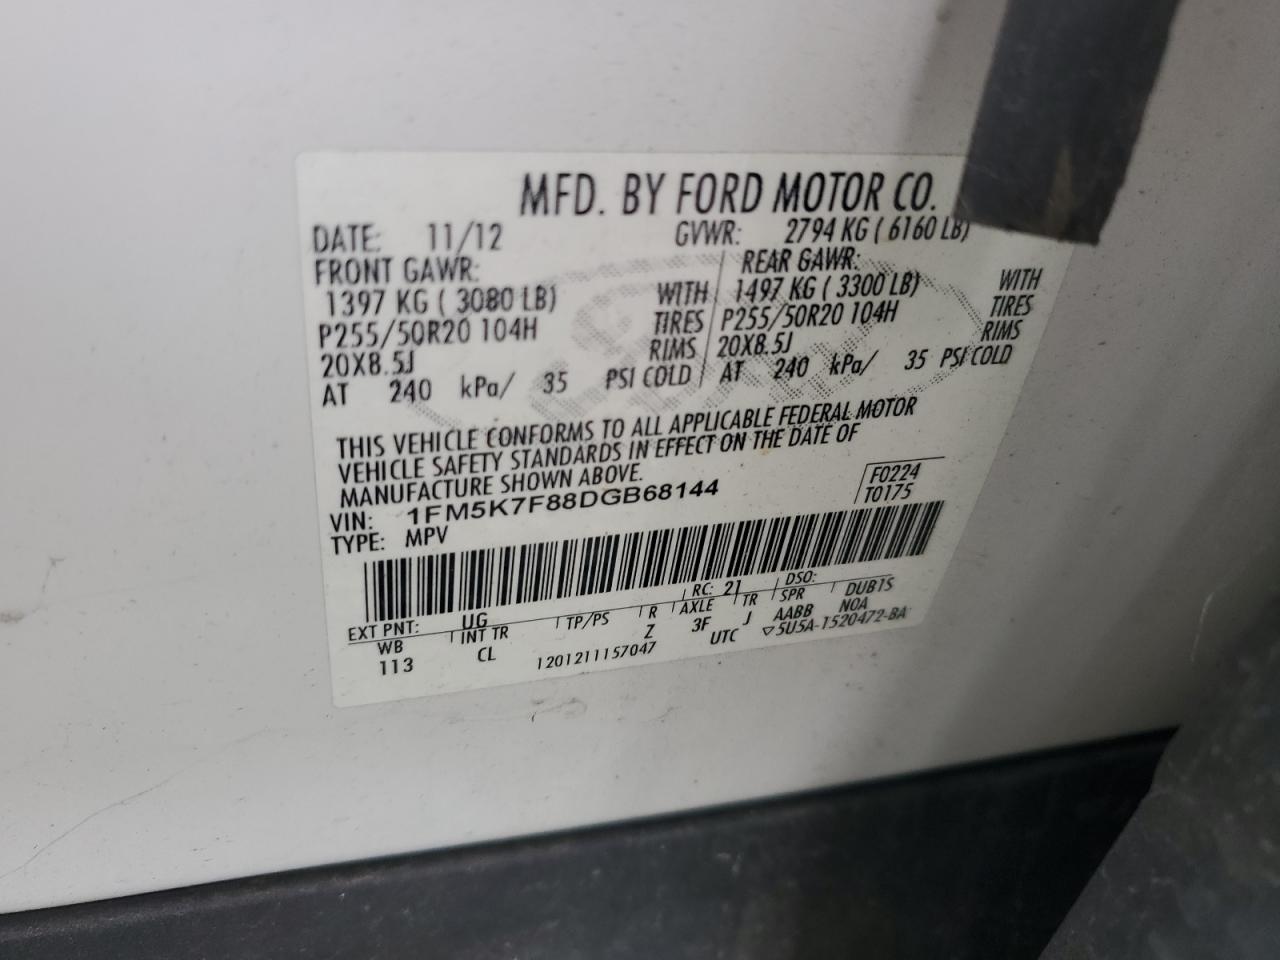 MFD. BY FORD MOTOR CO.
DATE: 11/12 GVWR: 2794 KG ( 6160 LB)
FRONT GAWR: REAR GAWR:
1397 KG ( 3080 LB) WITH 1497 KG ( 3300 LB) WITH
P255/50R20 104H TIRES P255/50R20 104H TIRES
20X8.5J RIMS 20X8.5J RIMS
AT 240 kPa/ 35 PSI COLD AT 240 kPa/ 35 PSI COLD
THIS VEHICLE CONFORMS TO ALL APPLICABLE FEDERAL MOTOR
VEHICLE SAFETY STANDARDS IN EFFECT ON THE DATE OF
MANUFACTURE SHOWN ABOVE.
F0224
VIN: 1FM5K7F88DGB68144 T0175
TYPE: MPV
EXT PNT: UG RC: 21 DSO:
WB INT TR TP/PS R AXLE TR SPR DUB1S
113 CL Z 3F J AABB N0A
1201211157047 UTC ▽5U5A-1520472-BA